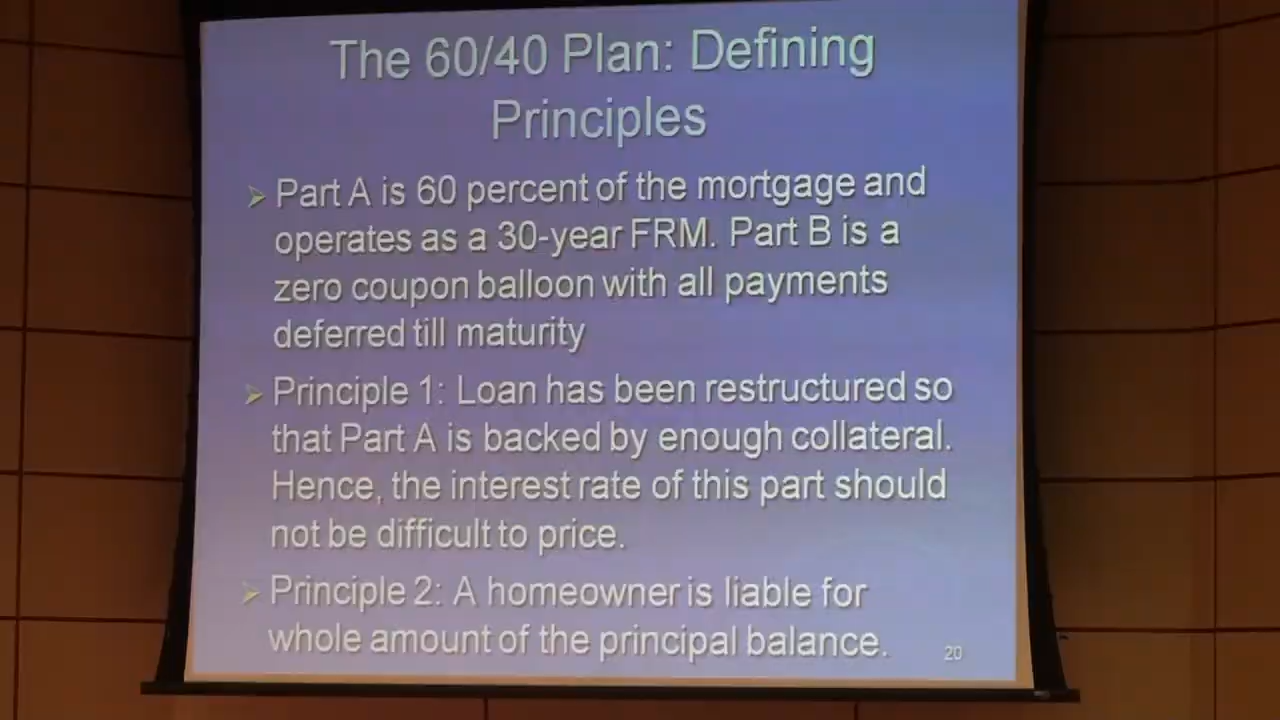 The 60/40 Plan: Defining
Principles
Part A is 60 percent of the mortgage and
operates as a 30-year FRM. Part B is a
zero coupon balloon with all payments
deferred till maturity
Principle 1: Loan has been restructured so
that Part A is backed by enough collateral.
Hence, the interest rate of this part should
not be difficult to price.
Principle 2: A homeowner is liable for
whole amount of the principal balance.
20